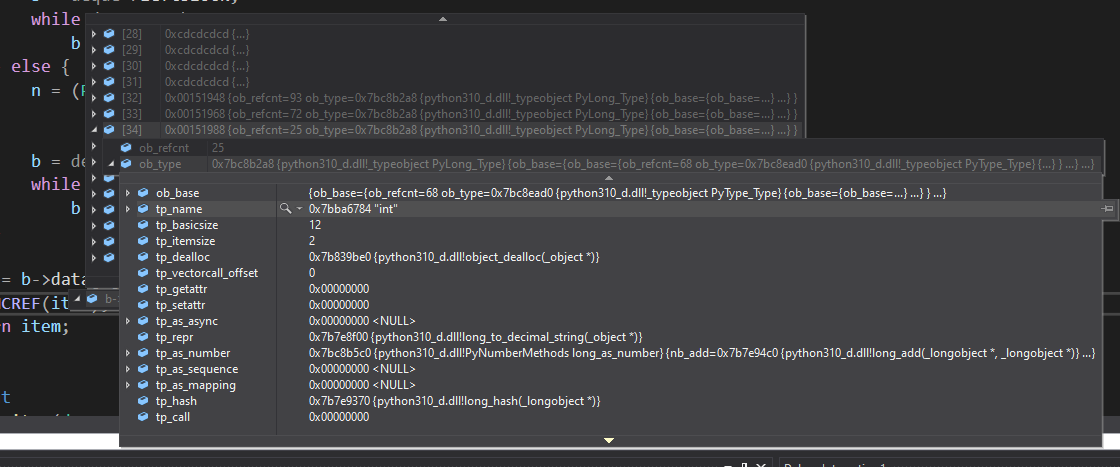 while
b
else {
n = (P
b = de
while
b
= b->data
NCREF(it
n item;
t
[28] 0xcdcdcdcd {...}
[29] 0xcdcdcdcd {...}
[30] 0xcdcdcdcd {...}
[31] 0xcdcdcdcd {...}
[32] 0x00151948 {ob_refcnt=93 ob_type=0x7bc8b2a8 {python310_d.dll!_typeobject PyLong_Type} {ob_base={ob_base=...} ...} }
[33] 0x00151968 {ob_refcnt=72 ob_type=0x7bc8b2a8 {python310_d.dll!_typeobject PyLong_Type} {ob_base={ob_base=...} ...} }
[34] 0x00151988 {ob_refcnt=25 ob_type=0x7bc8b2a8 {python310_d.dll!_typeobject PyLong_Type} {ob_base={ob_base=...} ...} }
ob_refcnt 25
ob_type 0x7bc8b2a8 {python310_d.dll!_typeobject PyLong_Type} {ob_base={ob_base={ob_refcnt=68 ob_type=0x7bc8ead0 {python310_d.dll!_typeobject PyType_Type} {...} } ...} ...}
ob_base {ob_base={ob_refcnt=68 ob_type=0x7bc8ead0 {python310_d.dll!_typeobject PyType_Type} {ob_base={ob_base=...} ...} } ...}
tp_name 0x7bba6784 "int"
tp_basicsize 12
tp_itemsize 2
tp_dealloc 0x7b839be0 {python310_d.dll!object_dealloc(_object *)}
tp_vectorcall_offset 0
tp_getattr 0x00000000
tp_setattr 0x00000000
tp_as_async 0x00000000 <NULL>
tp_repr 0x7b7e8f00 {python310_d.dll!long_to_decimal_string(_object *)}
tp_as_number 0x7bc8b5c0 {python310_d.dll!PyNumberMethods long_as_number} {nb_add=0x7b7e94c0 {python310_d.dll!long_add(_longobject *, _longobject *)} ...}
tp_as_sequence 0x00000000 <NULL>
tp_as_mapping 0x00000000 <NULL>
tp_hash 0x7b7e9370 {python310_d.dll!long_hash(_longobject *)}
tp_call 0x00000000